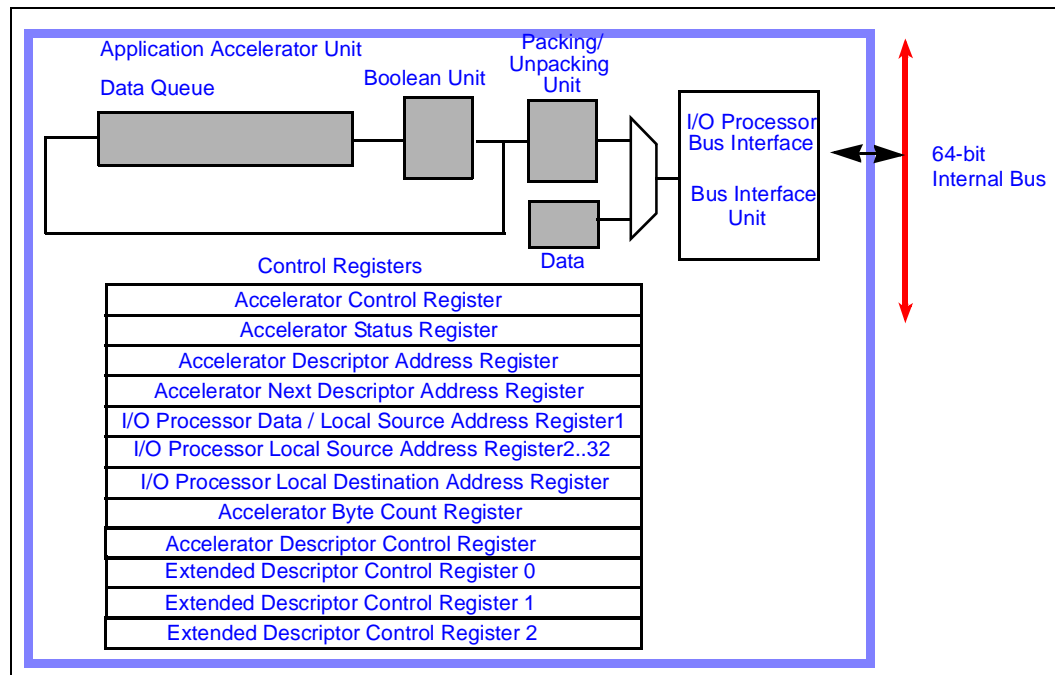 Application Accelerator Unit
Data Queue
Boolean Unit
Packing/
Unpacking
Unit
I/O Processor
Bus Interface
Bus Interface
Unit
64-bit
Internal Bus
Data
Control Registers
Accelerator Control Register
Accelerator Status Register
Accelerator Descriptor Address Register
Accelerator Next Descriptor Address Register
I/O Processor Data / Local Source Address Register1
I/O Processor Local Source Address Register2..32
I/O Processor Local Destination Address Register
Accelerator Byte Count Register
Accelerator Descriptor Control Register
Extended Descriptor Control Register 0
Extended Descriptor Control Register 1
Extended Descriptor Control Register 2